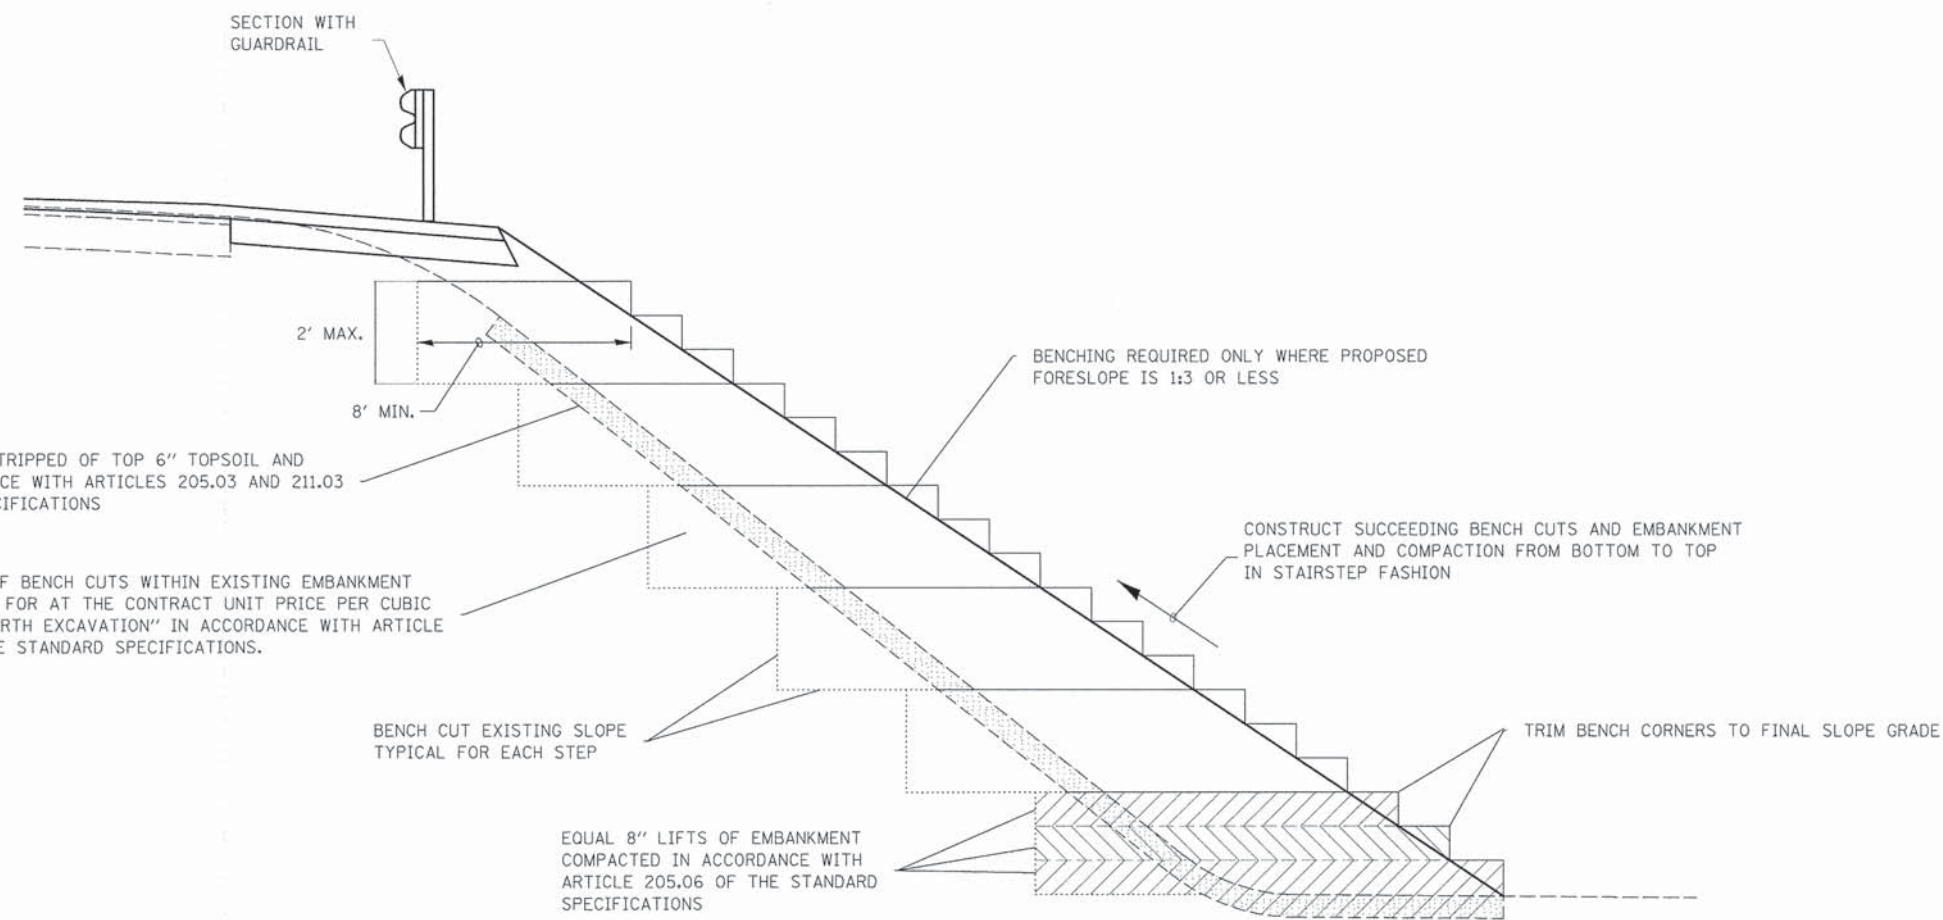 SECTION WITH
GUARDRAIL
2' MAX.
8' MIN.
BENCHING REQUIRED ONLY WHERE PROPOSED
FORESLOPE IS 1:3 OR LESS
TRIPPED OF TOP 6" TOPSOIL AND
CE WITH ARTICLES 205.03 AND 211.03
CIFICATIONS
CONSTRUCT SUCCEEDING BENCH CUTS AND EMBANKMENT
PLACEMENT AND COMPACTION FROM BOTTOM TO TOP
IN STAIRSTEP FASHION
F BENCH CUTS WITHIN EXISTING EMBANKMENT
FOR AT THE CONTRACT UNIT PRICE PER CUBIC
RTH EXCAVATION" IN ACCORDANCE WITH ARTICLE
E STANDARD SPECIFICATIONS.
BENCH CUT EXISTING SLOPE
TYPICAL FOR EACH STEP
TRIM BENCH CORNERS TO FINAL SLOPE GRADE
EQUAL 8" LIFTS OF EMBANKMENT
COMPACTED IN ACCORDANCE WITH
ARTICLE 205.06 OF THE STANDARD
SPECIFICATIONS